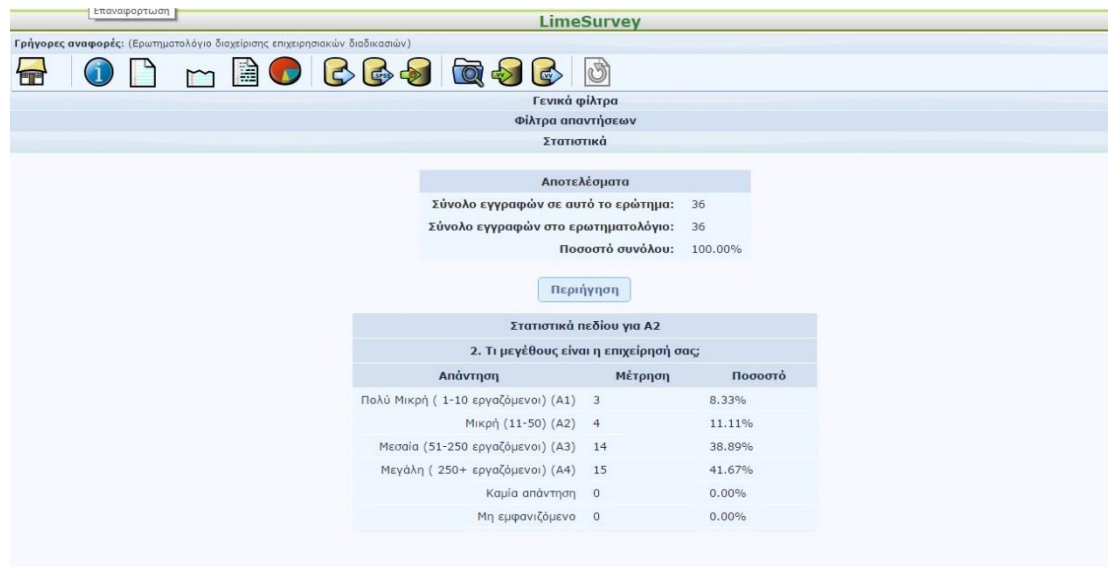 Επαναφόρτωση
LimeSurvey
Γρήγορες αναφορές: (Ερωτηματολόγιο διαχείρισης επιχειρησιακών διαδικασιών)
SPSS VV VV
Γενικά φίλτρα
Φίλτρα απαντήσεων
Στατιστικά
Αποτελέσματα
Σύνολο εγγραφών σε αυτό το ερώτημα: 36
Σύνολο εγγραφών στο ερωτηματολόγιο: 36
Ποσοστό συνόλου: 100.00%
Περιήγηση
Στατιστικά πεδίου για A2
2. Τι μεγέθους είναι η επιχείρησή σας;
Απάντηση Μέτρηση Ποσοστό
Πολύ Μικρή ( 1-10 εργαζόμενοι) (A1) 3 8.33%
Μικρή (11-50) (A2) 4 11.11%
Μεσαία (51-250 εργαζόμενοι) (A3) 14 38.89%
Μεγάλη ( 250+ εργαζόμενοι) (A4) 15 41.67%
Καμία απάντηση 0 0.00%
Μη εμφανιζόμενο 0 0.00%